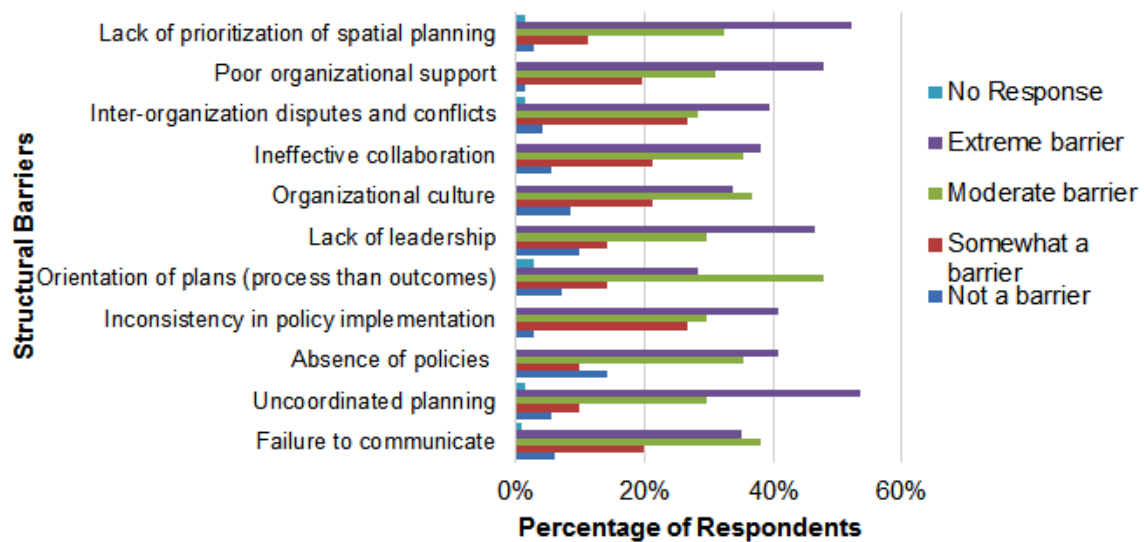 Structural Barriers
Lack of prioritization of spatial planning
Poor organizational support
Inter-organization disputes and conflicts
Ineffective collaboration
Organizational culture
Lack of leadership
Orientation of plans (process than outcomes)
Inconsistency in policy implementation
Absence of policies
Uncoordinated planning
Failure to communicate
0% 20% 40% 60%
Percentage of Respondents
No Response
Extreme barrier
Moderate barrier
Somewhat a
barrier
Not a barrier